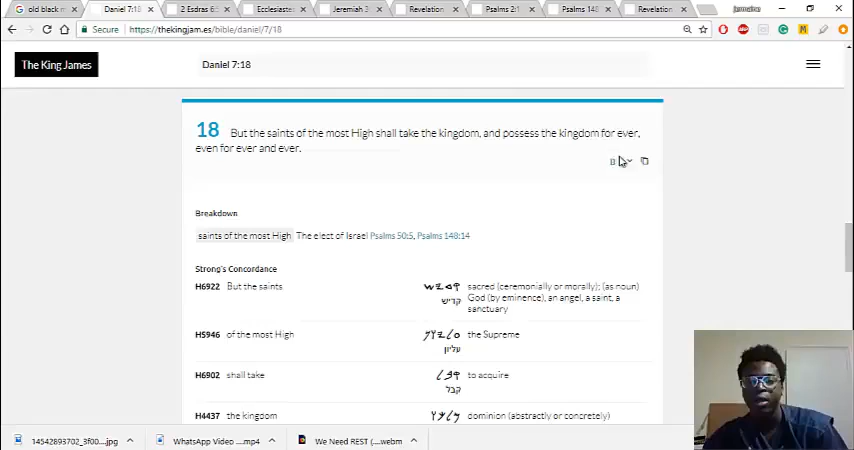 old black m
Daniel 7:18
2 Esdras 6:
Ecclesiaste
Jeremiah 3
Revelation
Psalms 2:1
Psalms 148
Revelation
jermaine
Secure
https://thekingjam.es/bible/daniel/7/18
The King James
Daniel 7:18
18 But the saints of the most High shall take the kingdom, and possess the kingdom for ever,
even for ever and ever.
B
Breakdown
saints of the most High The elect of Israel Psalms 50:5, Psalms 148:14
Strong's Concordance
H6922 But the saints
sacred (ceremonially or morally); (as noun)
קדיש
God (by eminence), an angel, a saint, a
sanctuary
H5946 of the most High
the Supreme
עליון
H6902 shall take
to acquire
קבל
H4437 the kingdom
dominion (abstractly or concretely)
14542893702_3f00....jpg
WhatsApp Video ....mp4
We Need REST (....webm